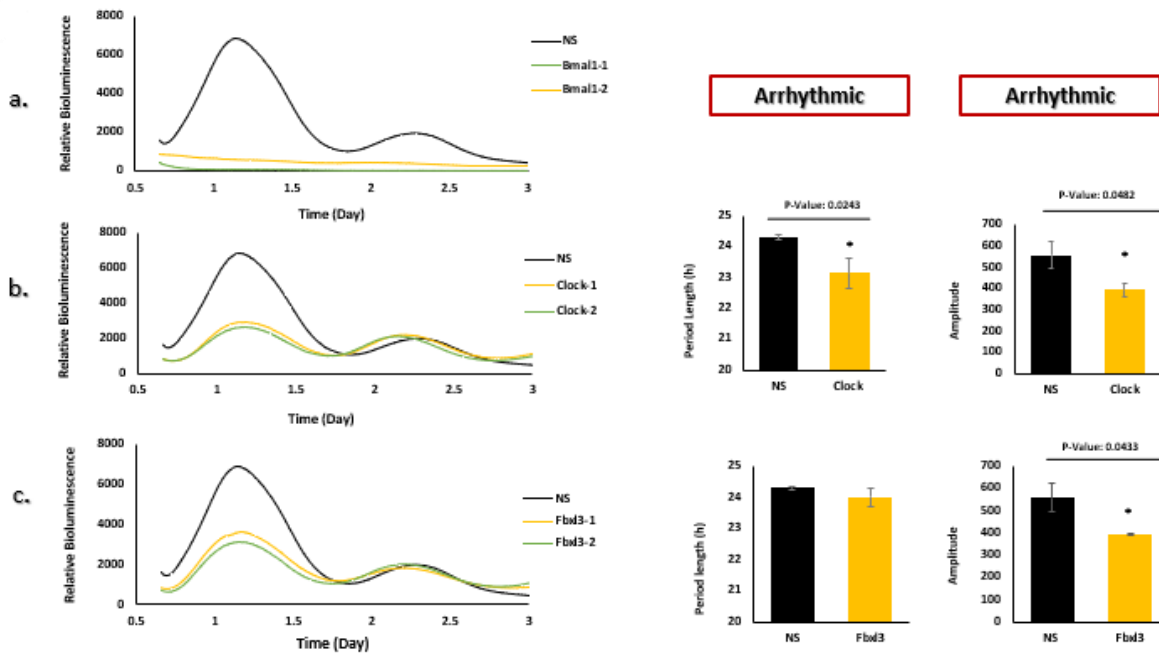 a.
Relative Bioluminescence
8000
6000
4000
2000
0
0.5 1 1.5 2 2.5 3
Time (Day)
NS
Bmal1-1
Bmal1-2
Arrhythmic
Arrhythmic
b.
Relative Bioluminescence
8000
6000
4000
2000
0
0.5 1 1.5 2 2.5 3
Time (Day)
NS
Clock-1
Clock-2
P-Value: 0.0243
Period Length (h)
25
24
23
22
21
20
*
NS Clock
P-Value: 0.0482
Amplitude
700
600
500
400
300
200
100
0
*
NS Clock
c.
Relative Bioluminescence
8000
6000
4000
2000
0
0.5 1 1.5 2 2.5 3
Time (Day)
NS
Fbxl3-1
Fbxl3-2
Period length (h)
25
24
23
22
21
20
NS Fbxl3
P-Value: 0.0433
Amplitude
700
600
500
400
300
200
100
0
*
NS Fbxl3